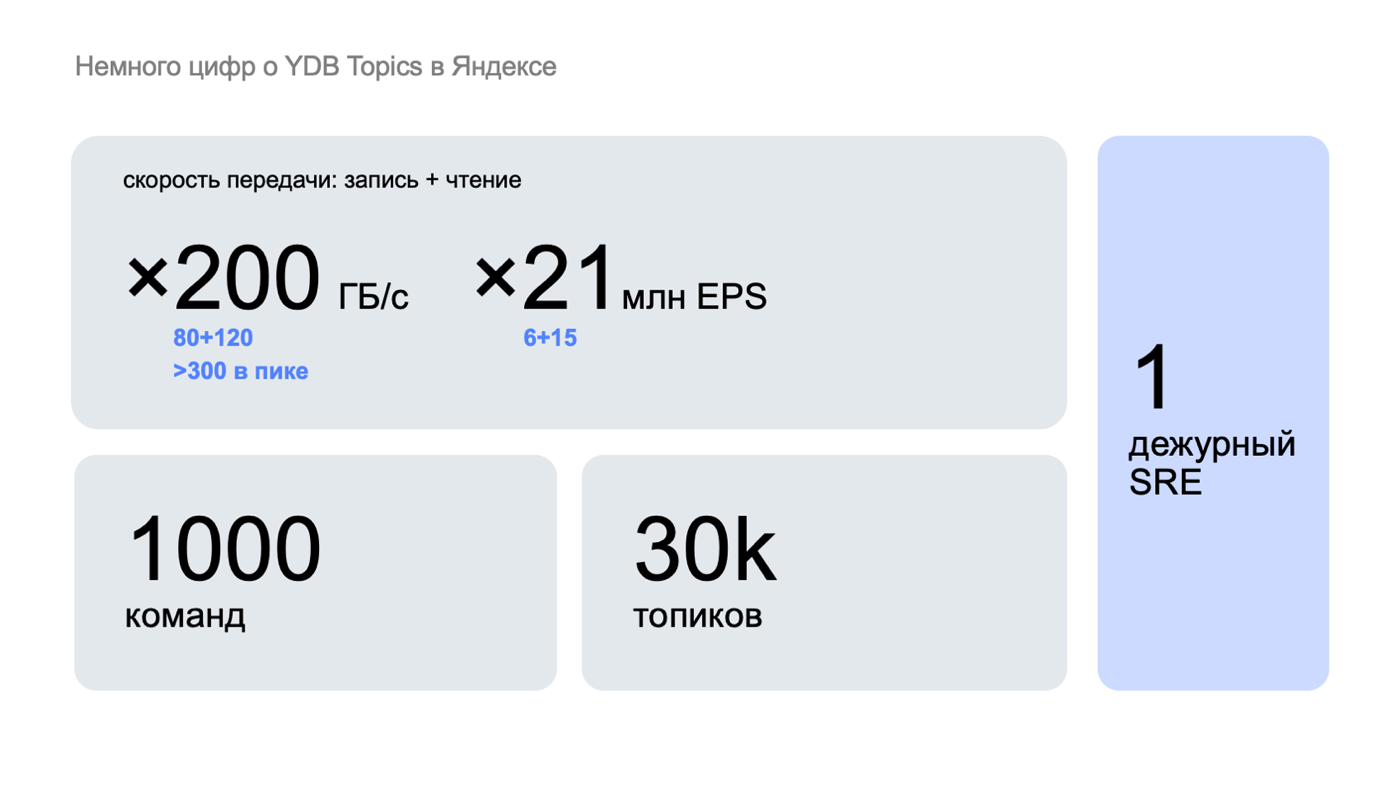 Немного цифр о YDB Topics в Яндексе
скорость передачи: запись + чтение
×200 ГБ/с
80+120
>300 в пике
×21 млн EPS
6+15
1000
команд
30k
топиков
1
дежурный
SRE